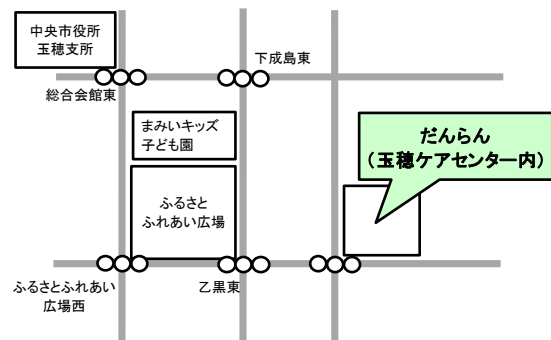 中央市役所
玉穂支所
下成島東
総合会館東
まみいキッズ
子ども園
だんらん
（玉穂ケアセンター内）
ふるさと
ふれあい広場
ふるさとふれあい
広場西
乙黒東